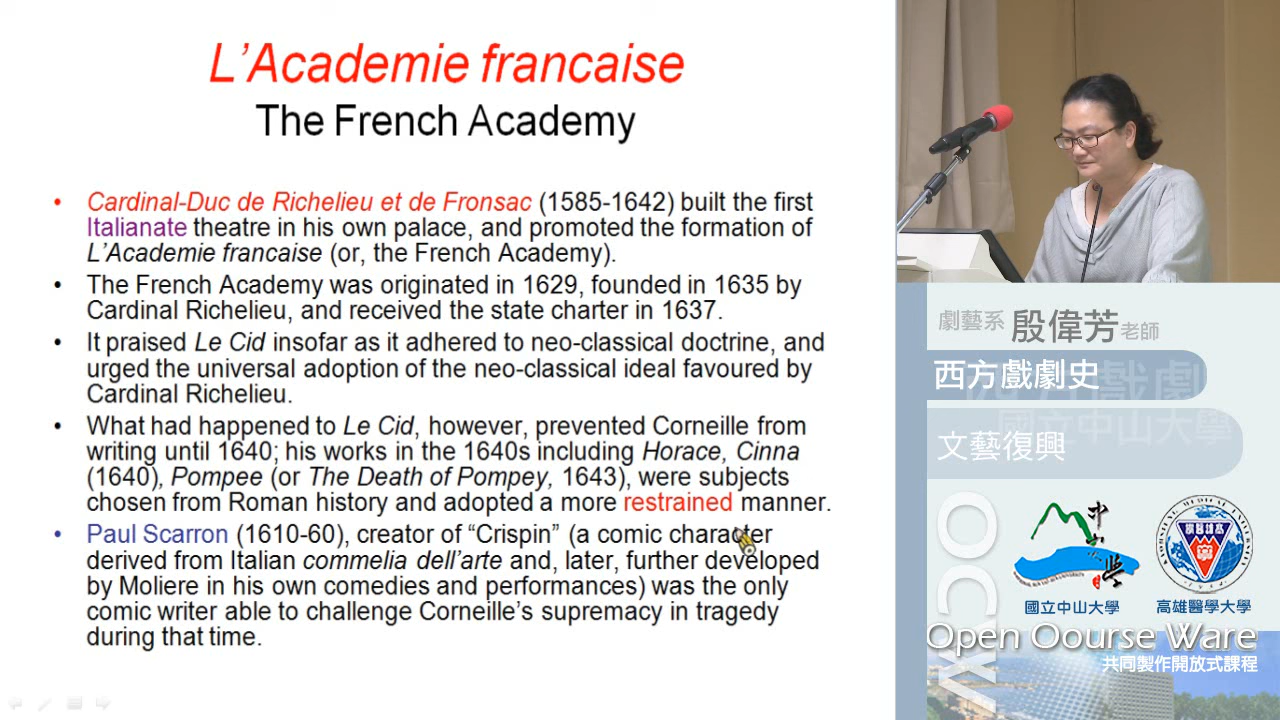 L'Academie francaise
The French Academy
• Cardinal-Duc de Richelieu et de Fronsac (1585-1642) built the first
Italianate theatre in his own palace, and promoted the formation of
L'Academie francaise (or, the French Academy).
• The French Academy was originated in 1629, founded in 1635 by
Cardinal Richelieu, and received the state charter in 1637.
• It praised Le Cid insofar as it adhered to neo-classical doctrine, and
urged the universal adoption of the neo-classical ideal favoured by
Cardinal Richelieu.
• What had happened to Le Cid, however, prevented Corneille from
writing until 1640; his works in the 1640s including Horace, Cinna
(1640), Pompee (or The Death of Pompey, 1643), were subjects
chosen from Roman history and adopted a more restrained manner.
• Paul Scarron (1610-60), creator of “Crispin” (a comic character
derived from Italian commelia dell'arte and, later, further developed
by Moliere in his own comedies and performances) was the only
comic writer able to challenge Corneille's supremacy in tragedy
during that time.
劇藝系 殷偉芳老師
西方戲劇史
國立中山大學
文藝復興
OCW
中山大學
國立中山大學
高雄醫學大學
Open Oourse Ware
共同製作開放式課程